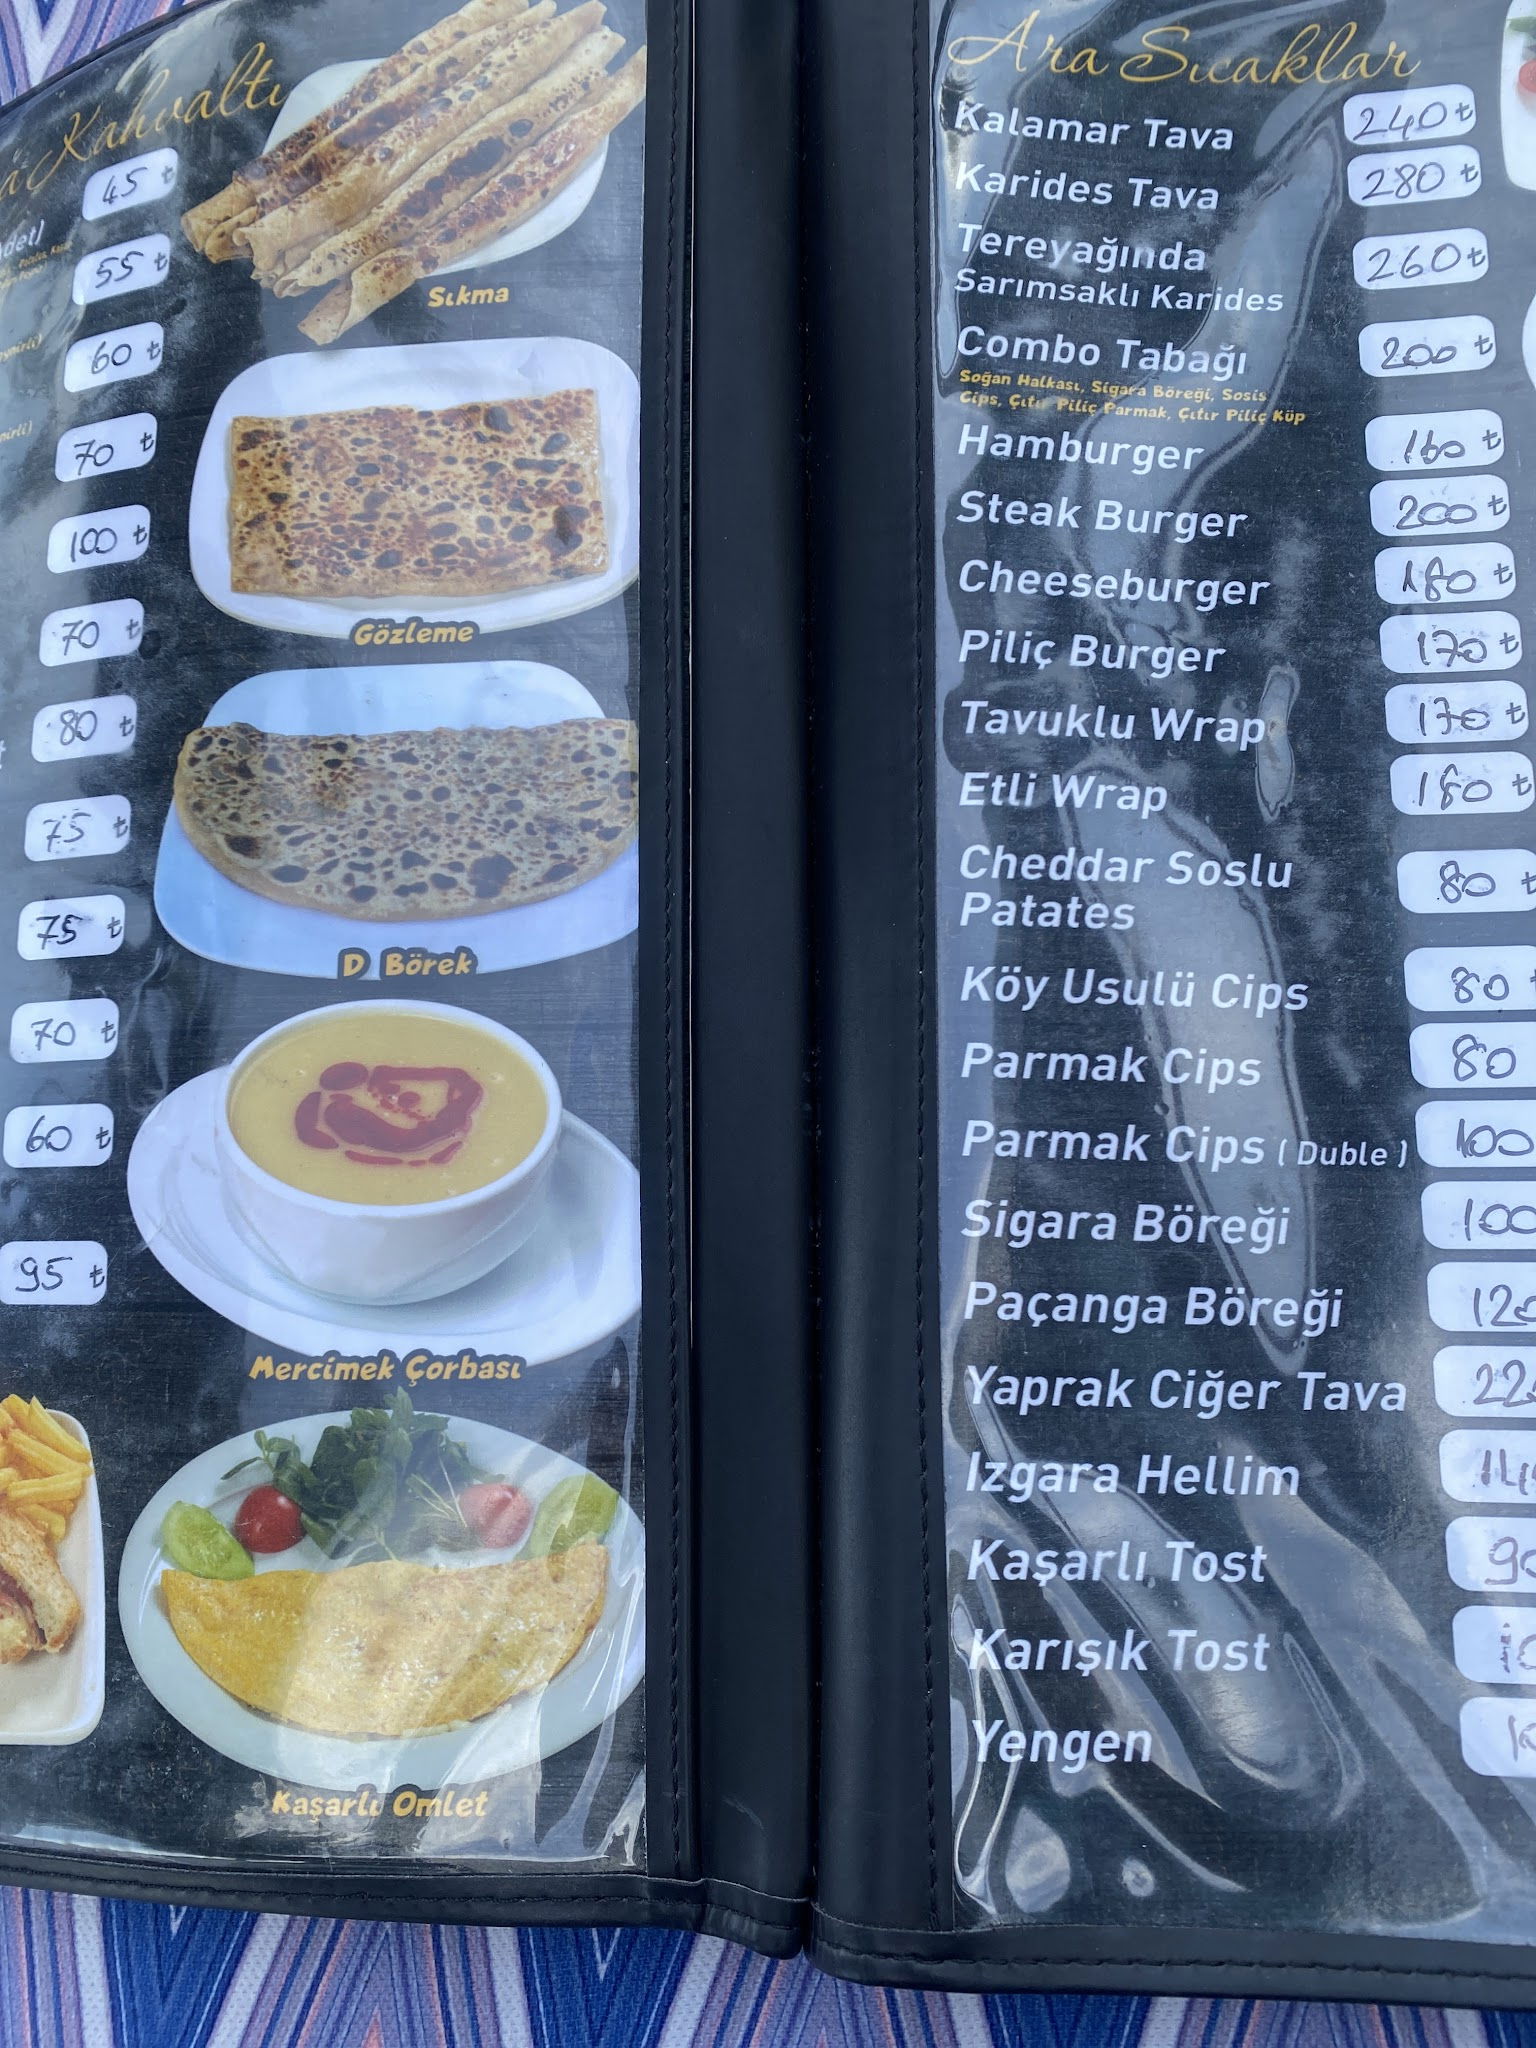 Kahvaltı
45 ₺
55 ₺
60 ₺
70 ₺
100 ₺
70 ₺
80 ₺
75 ₺
75 ₺
70 ₺
60 ₺
95 ₺
Sıkma
Gözleme
D Börek
Mercimek Çorbası
Kaşarlı Omlet
Ara Sıcaklar
Kalamar Tava 240 ₺
Karides Tava 280 ₺
Tereyağında 260 ₺
Sarımsaklı Karides
Combo Tabağı 200 ₺
Soğan Halkası, Sigara Böreği, Sosis
Cips, Çıtır Piliç Parmak, Çıtır Piliç Küp
Hamburger 160 ₺
Steak Burger 200 ₺
Cheeseburger 180 ₺
Piliç Burger 170 ₺
Tavuklu Wrap 170 ₺
Etli Wrap 180 ₺
Cheddar Soslu 80 ₺
Patates
Köy Usulü Cips 80
Parmak Cips 80
Parmak Cips ( Duble ) 100
Sigara Böreği 100
Paçanga Böreği 120
Yaprak Ciğer Tava
Izgara Hellim
Kaşarlı Tost 90
Karışık Tost
Yengen